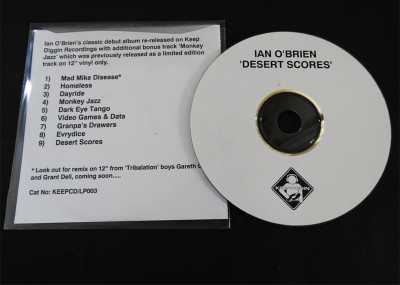 Ian O'Brien's classic debut album re-released on Keep
Diggin Recordings with additional bonus track 'Monkey
Jazz' which was previously released as a limited edition
track on 12" vinyl only.
1) Mad Mike Disease*
2) Homeless
3) Dayride
4) Monkey Jazz
5) Dark Eye Tango
6) Video Games & Data
7) Granpa's Drawers
8) Evrydice
9) Desert Scores
* Look out for remix on 12" from 'Tribalation' boys Gareth
and Grant Dell, coming soon.....
Cat No: KEEPCD/LP003
IAN O'BRIEN
'DESERT SCORES'